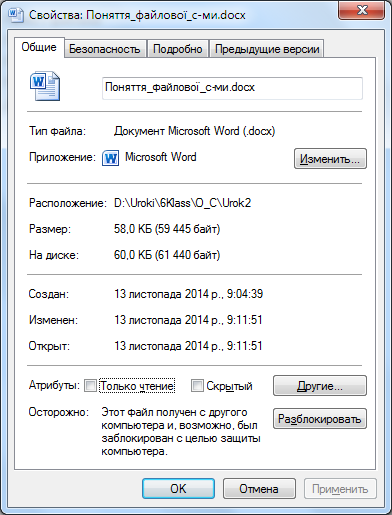 Свойства: Поняття_файлової_с-ми.docx
Общие Безопасность Подробно Предыдущие версии
Поняття_файлової_с-ми.docx
Тип файла: Документ Microsoft Word (.docx)
Приложение: Microsoft Word Изменить...
Расположение: D:\Uroki\6Klass\O_C\Urok2
Размер: 58,0 КБ (59 445 байт)
На диске: 60,0 КБ (61 440 байт)
Создан: 13 листопада 2014 р., 9:04:39
Изменен: 13 листопада 2014 р., 9:11:51
Открыт: 13 листопада 2014 р., 9:11:51
Атрибуты: Только чтение Скрытый Другие...
Осторожно: Этот файл получен с другого
компьютера и, возможно, был
заблокирован с целью защиты
компьютера.
Разблокировать
OK Отмена Применить